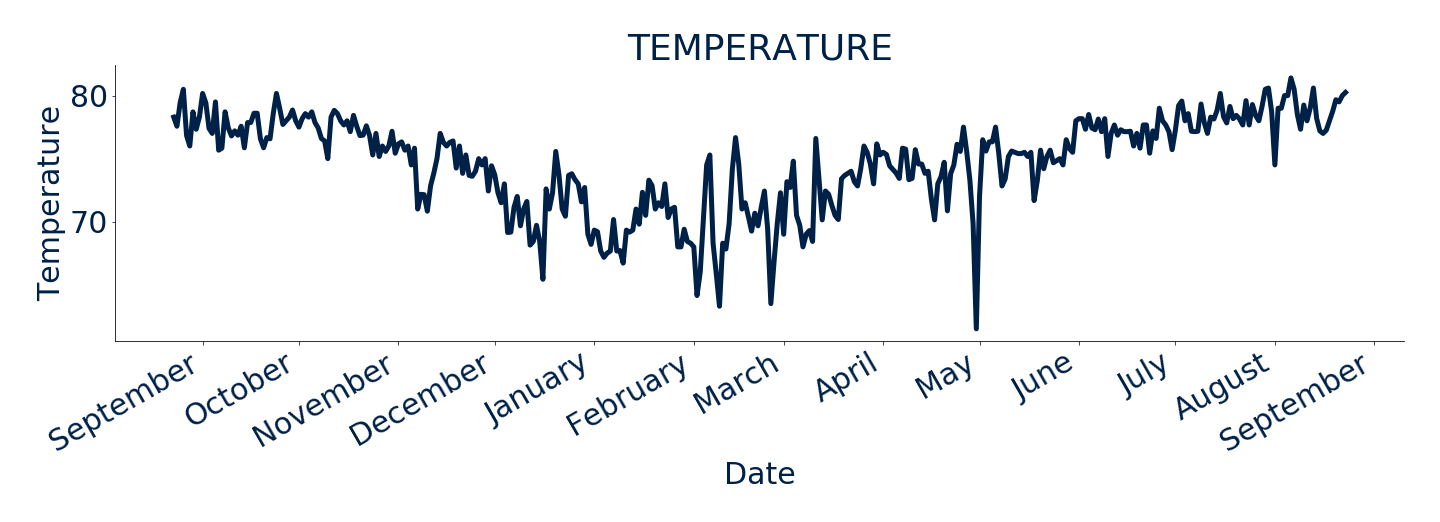 TEMPERATURE
80
70
Temperature
September
October
November
December
January
February
March
April
May
June
July
August
September
Date